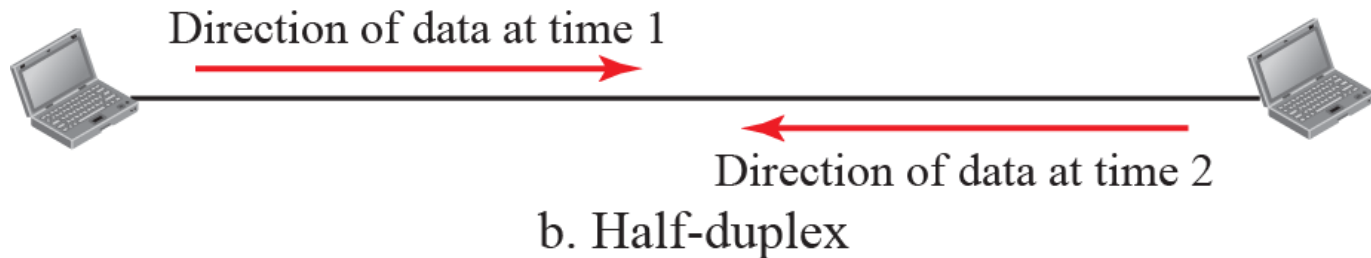 Direction of data at time 1
Direction of data at time 2
b. Half-duplex